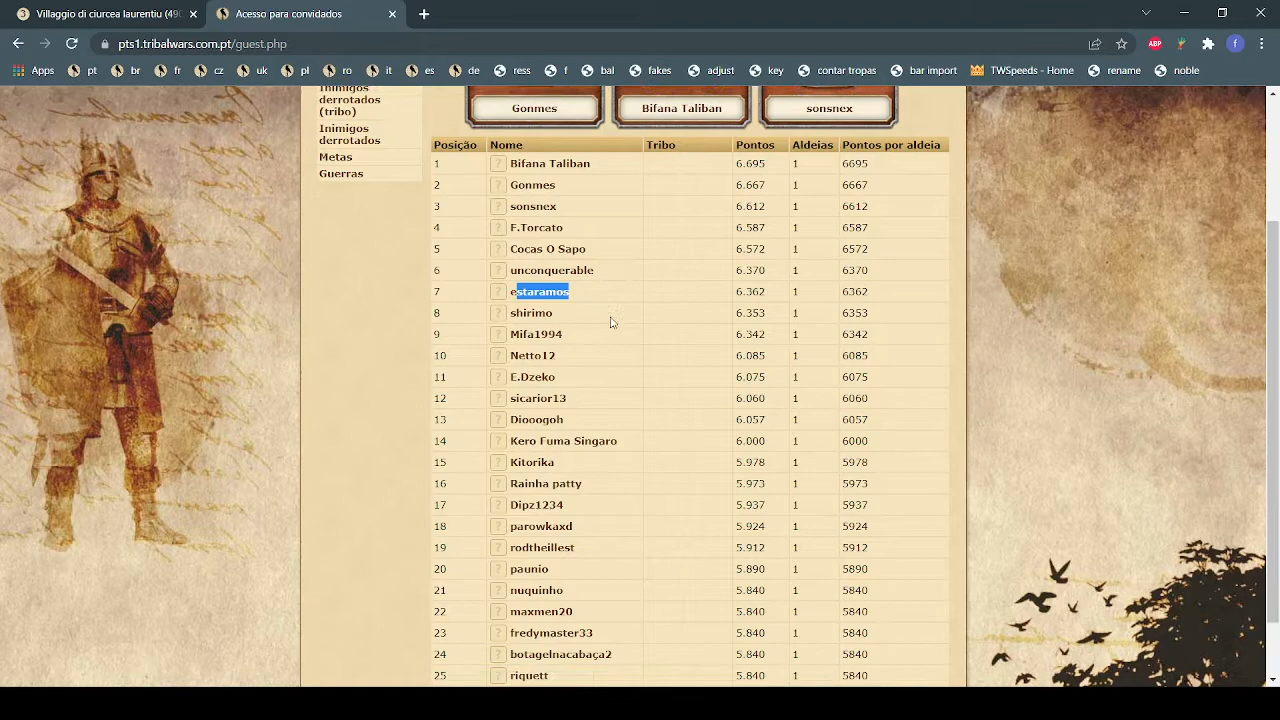 Villaggio di ciurcea laurentiu (490
Acesso para convidados
pts1.tribalwars.com.pt/guest.php
ABP
f
Apps pt br fr cz uk pl ro it es de ress f bal fakes adjust key contar tropas bar import TWSpeeds - Home rename noble
Inimigos
derrotados
(tribo)
Inimigos
derrotados
Metas
Guerras
Gonmes Bifana Taliban sonsnex
Posição Nome Tribo Pontos Aldeias Pontos por aldeia
1 Bifana Taliban 6.695 1 6695
2 Gonmes 6.667 1 6667
3 sonsnex 6.612 1 6612
4 F.Torcato 6.587 1 6587
5 Cocas O Sapo 6.572 1 6572
6 unconquerable 6.370 1 6370
7 estaramos 6.362 1 6362
8 shirimo 6.353 1 6353
9 Mifa1994 6.342 1 6342
10 Netto12 6.085 1 6085
11 E.Dzeko 6.075 1 6075
12 sicarior13 6.060 1 6060
13 Diooogoh 6.057 1 6057
14 Kero Fuma Singaro 6.000 1 6000
15 Kitorika 5.978 1 5978
16 Rainha patty 5.973 1 5973
17 Dipz1234 5.937 1 5937
18 parowkaxd 5.924 1 5924
19 rodtheillest 5.912 1 5912
20 paunio 5.890 1 5890
21 nuquinho 5.840 1 5840
22 maxmen20 5.840 1 5840
23 fredymaster33 5.840 1 5840
24 botagelnacabaça2 5.840 1 5840
25 riquett 5.840 1 5840